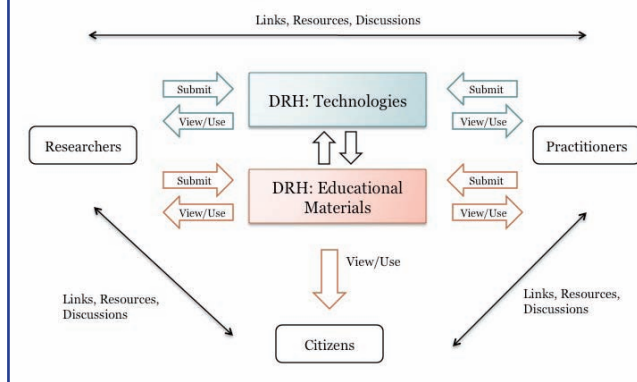 Links, Resources, Discussions
Submit
DRH: Technologies
Submit
View/Use
View/Use
Researchers
Practitioners
Submit
DRH: Educational
Materials
Submit
View/Use
View/Use
View/Use
Links, Resources,
Discussions
Links, Resources,
Discussions
Citizens